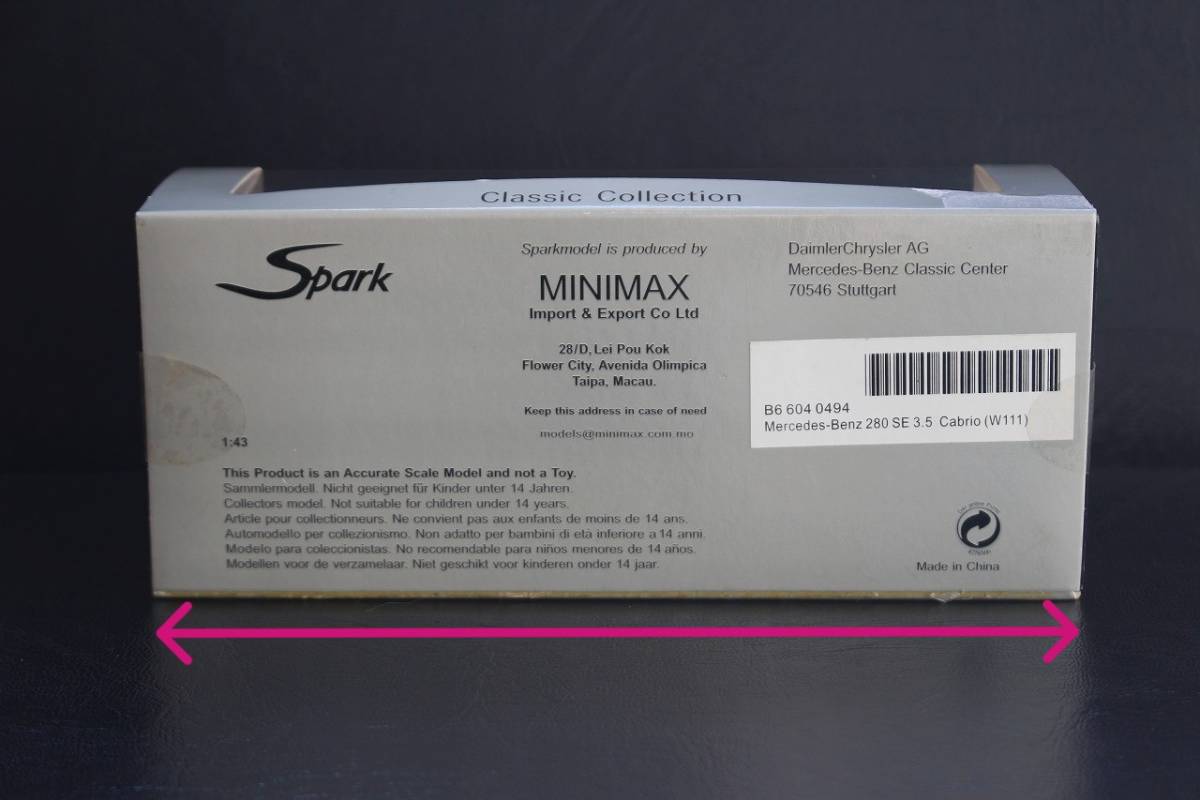 Classic Collection
Spark
Sparkmodel is produced by
MINIMAX
Import & Export Co Ltd
28/D, Lei Pou Kok
Flower City, Avenida Olimpica
Taipa, Macau.
Keep this address in case of need
models@minimax.com.mo
DaimlerChrysler AG
Mercedes-Benz Classic Center
70546 Stuttgart
B6 604 0494
Mercedes-Benz 280 SE 3.5 Cabrio (W111)
1:43
This Product is an Accurate Scale Model and not a Toy.
Sammlermodell. Nicht geeignet für Kinder unter 14 Jahren.
Collectors model. Not suitable for children under 14 years.
Article pour collectionneurs. Ne convient pas aux enfants de moins de 14 ans.
Automodello per collezionismo. Non adatto per bambini di età inferiore a 14 anni.
Modelo para coleccionistas. No recomendable para niños menores de 14 años.
Modellen voor de verzamelaar. Niet geschikt voor kinderen onder 14 jaar.
Made in China